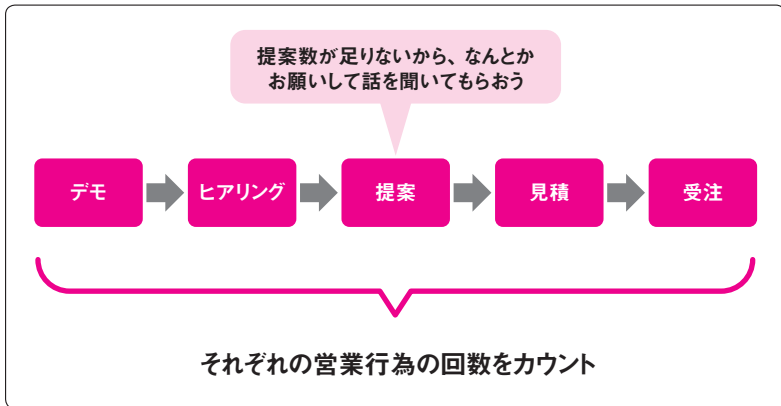 提案数が足りないから、なんとか
お願いして話を聞いてもらおう
デモ
ヒアリング
提案
見積
受注
それぞれの営業行為の回数をカウント